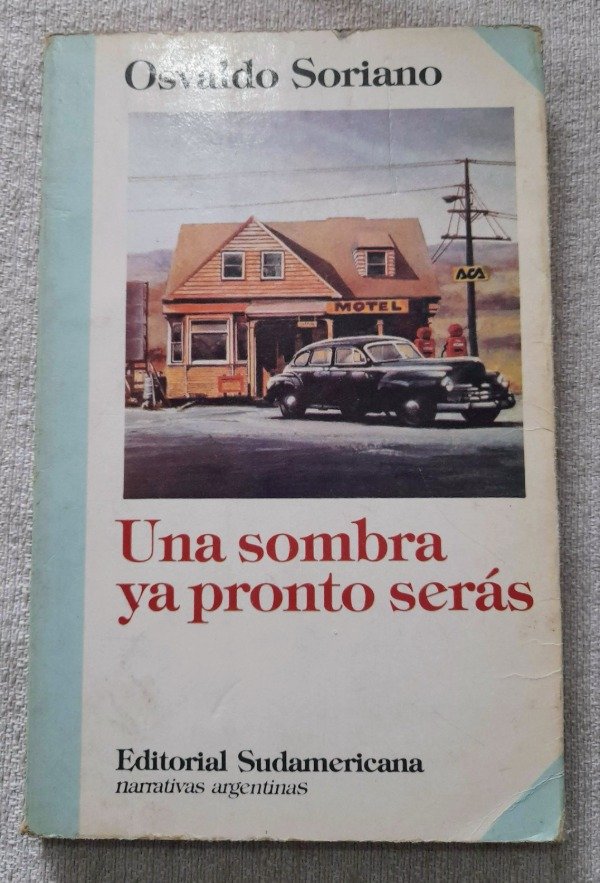 Osvaldo Soriano
ACA
MOTEL
Una sombra
ya pronto serás
Editorial Sudamericana
narrativas argentinas